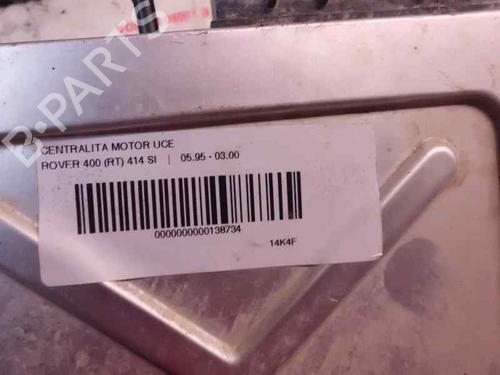 B-PARTS
CENTRALITA MOTOR UCE
ROVER 400 (RT) 414 SI | 05.95 - 03.00
0000000000138734
14K4F